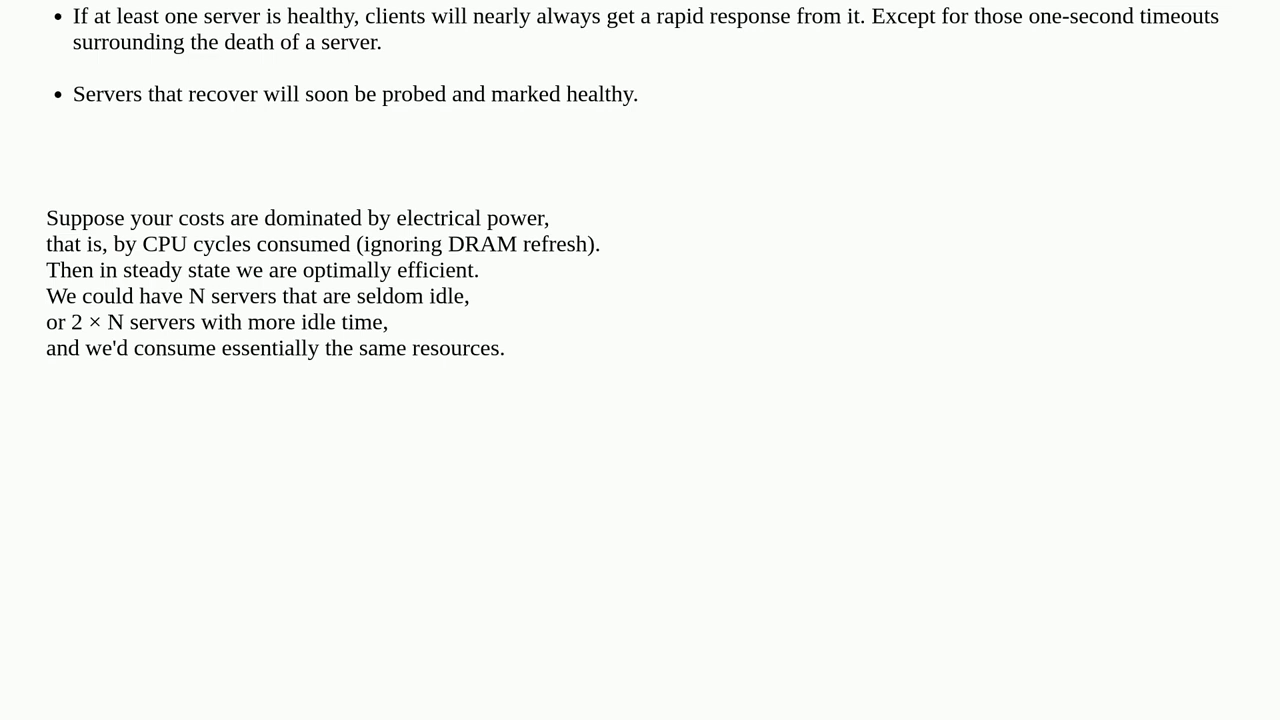 • If at least one server is healthy, clients will nearly always get a rapid response from it. Except for those one-second timeouts
surrounding the death of a server.
• Servers that recover will soon be probed and marked healthy.
Suppose your costs are dominated by electrical power,
that is, by CPU cycles consumed (ignoring DRAM refresh).
Then in steady state we are optimally efficient.
We could have N servers that are seldom idle,
or 2 × N servers with more idle time,
and we'd consume essentially the same resources.